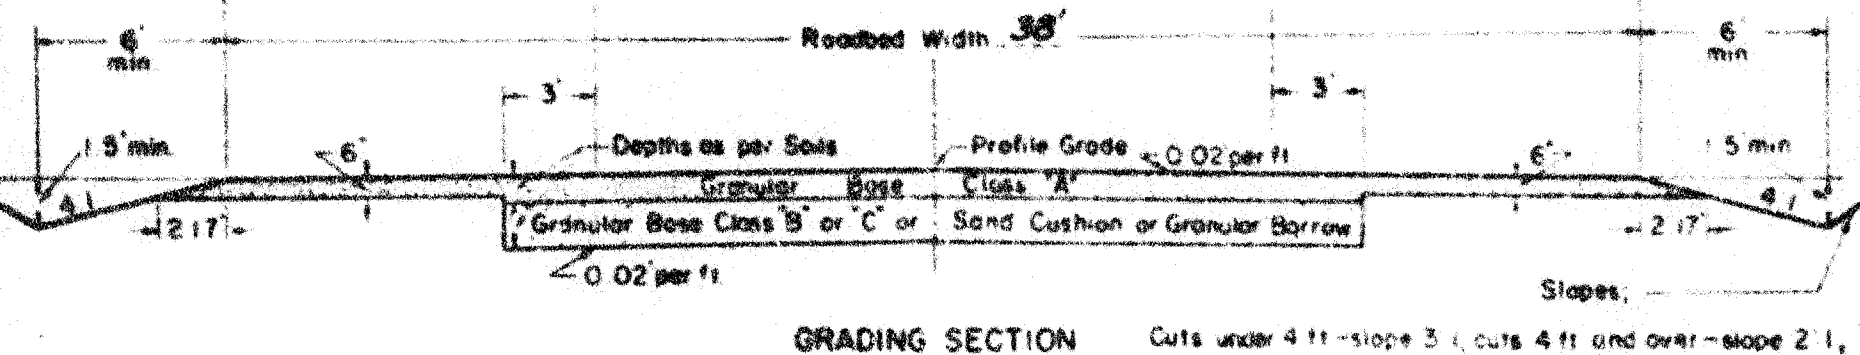 6' Roadbed Width 38' 6'
min min
3' 3'
1.5' min. 6" Depths as per Soils Profile Grade 0.02' per ft. 6" 1.5' min.
Granular Base Class "A"
4:1 4:1
Granular Base Class "B" or "C" or Sand Cushion or Granular Borrow
2.17' 2.17'
0.02' per ft.
Slopes;
GRADING SECTION Cuts under 4 ft - slope 3:1, cuts 4 ft and over - slope 2:1,